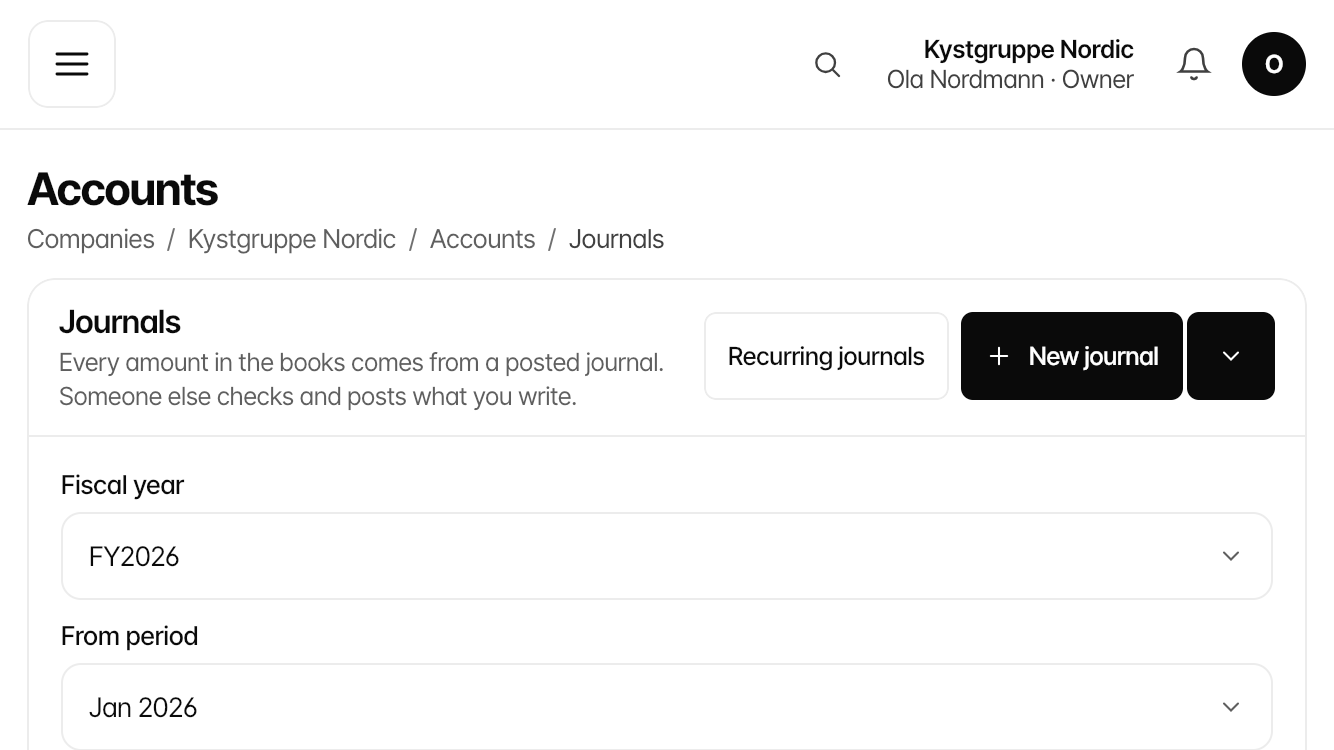 Kystgruppe Nordic
Ola Nordmann · Owner
O
Accounts
Companies / Kystgruppe Nordic / Accounts / Journals
Journals
Every amount in the books comes from a posted journal.
Someone else checks and posts what you write.
Recurring journals
New journal
Fiscal year
FY2026
From period
Jan 2026